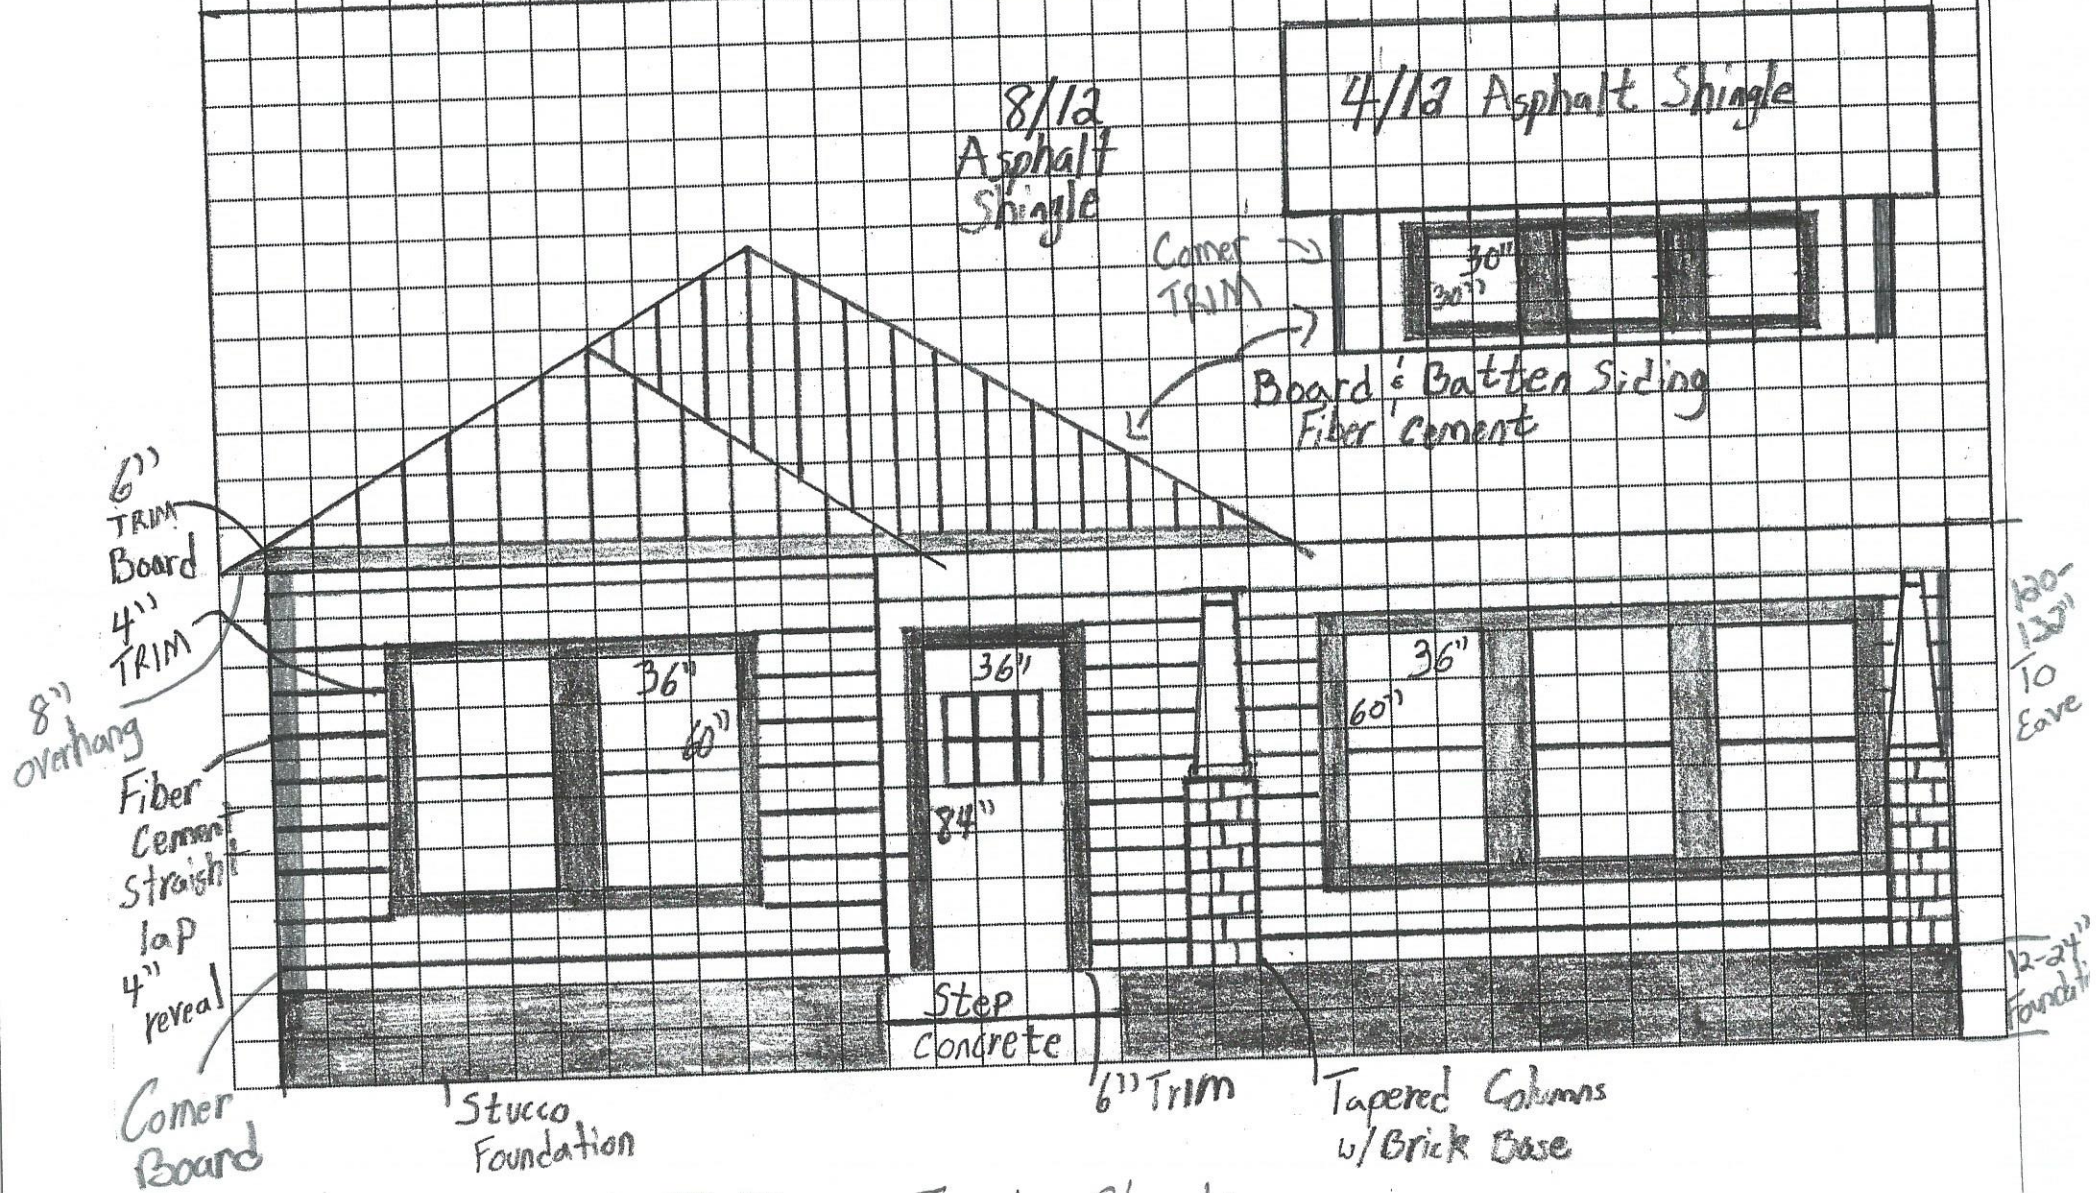 8/12
Asphalt
Shingle
4/12 Asphalt Shingle
Corner
TRIM
30"
30"
Board & Batten Siding
Fiber Cement
6"
TRIM
Board
4"
TRIM
8"
overhang
Fiber
Cement
Straight
lap
4"
reveal
Corner
Board
36"
60"
36"
84"
36"
60"
120-
132"
To
Eave
12-24"
Step
Concrete
6" Trim
Stucco
Foundation
Tapered Columns
w/ Brick Base